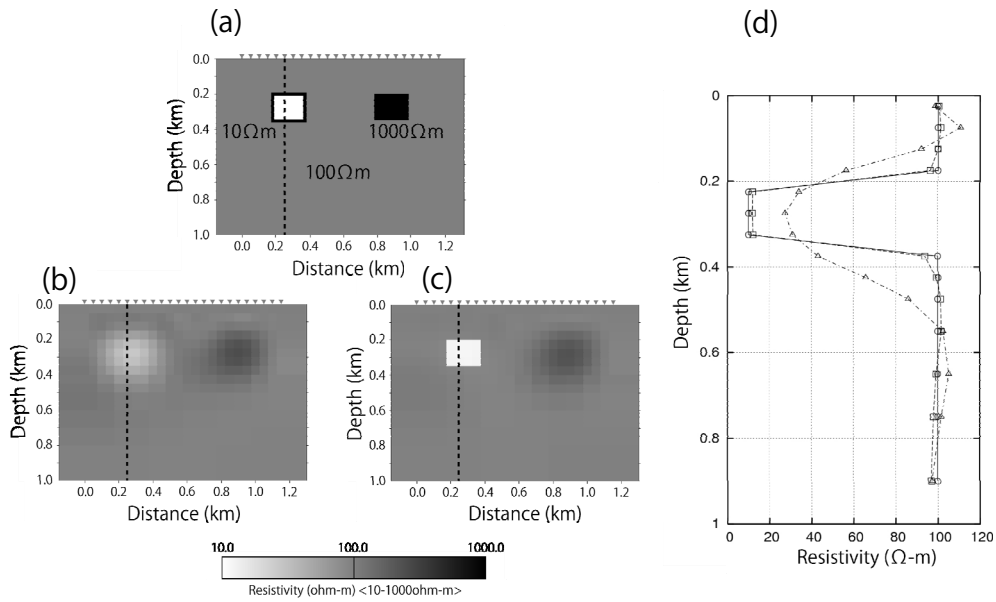 (a)
0.0
0.2
0.4
0.6
0.8
1.0
Depth (km)
10Ωm
1000Ωm
100Ωm
0.0 0.2 0.4 0.6 0.8 1.0 1.2
Distance (km)
(b)
0.0
0.2
0.4
0.6
0.8
1.0
Depth (km)
0.0 0.2 0.4 0.6 0.8 1.0 1.2
Distance (km)
(c)
0.0
0.2
0.4
0.6
0.8
1.0
Depth (km)
0.0 0.2 0.4 0.6 0.8 1.0 1.2
Distance (km)
10.0 100.0 1000.0
Resistivity (ohm-m) <10-1000ohm-m>
(d)
0
0.2
0.4
0.6
0.8
1
Depth (km)
0 20 40 60 80 100 120
Resistivity (Ω-m)